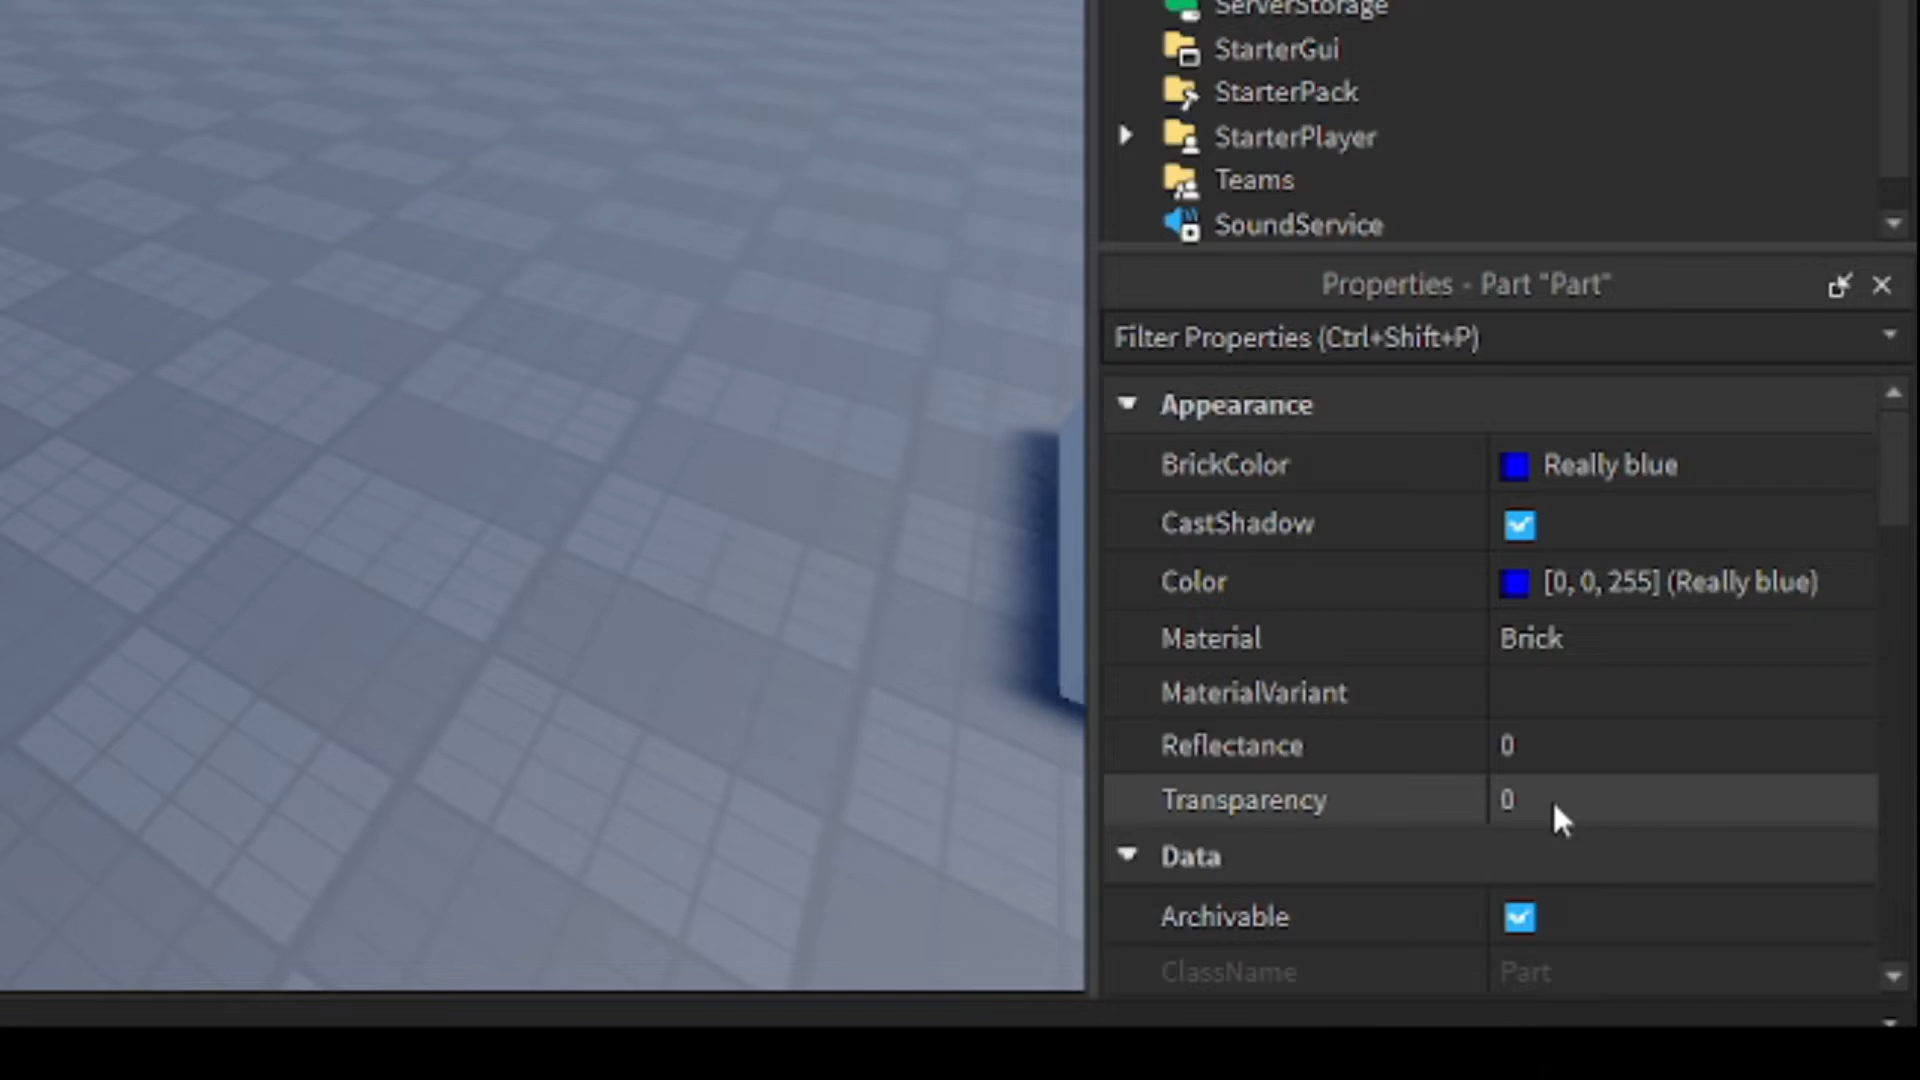 ServerStorage
StarterGui
StarterPack
StarterPlayer
Teams
SoundService
Properties - Part "Part"
Filter Properties (Ctrl+Shift+P)
Appearance
BrickColor Really blue
CastShadow
Color [0, 0, 255] (Really blue)
Material Brick
MaterialVariant
Reflectance 0
Transparency 0
Data
Archivable
ClassName Part